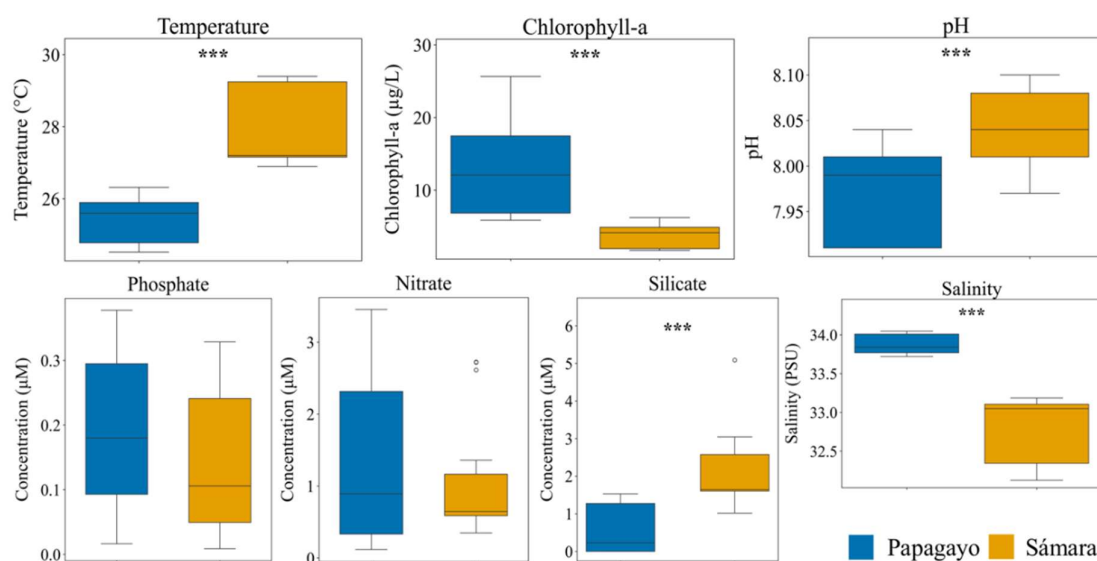 Temperature
***
Temperature (°C)
30
28
26
Chlorophyll-a
***
Chlorophyll-a (µg/L)
30
20
10
pH
***
pH
8.10
8.05
8.00
7.95
Phosphate
Concentration (µM)
0.3
0.2
0.1
0.0
Nitrate
Concentration (µM)
3
2
1
0
Silicate
***
Concentration (µM)
6
5
4
3
2
1
0
Salinity
***
Salinity (PSU)
34.0
33.5
33.0
32.5
Papagayo
Sámara